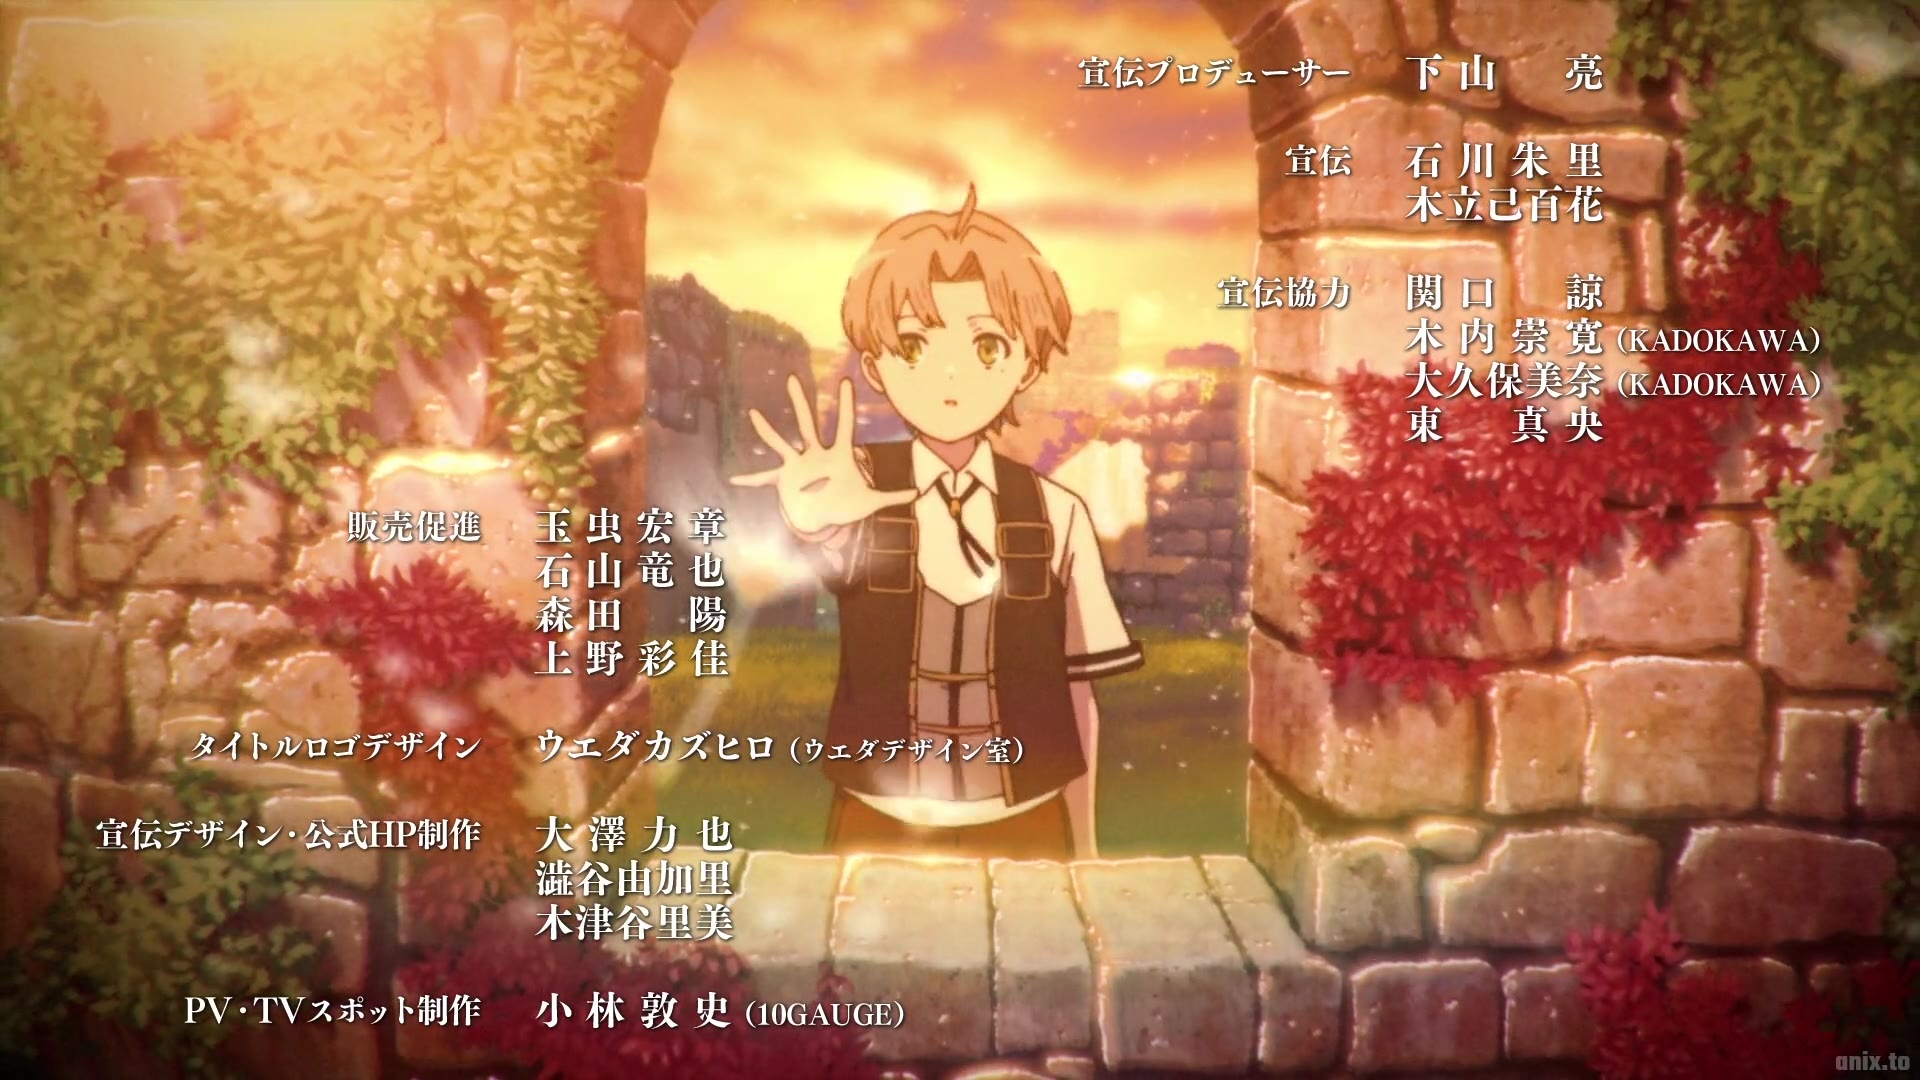 宣伝プロデューサー 下山 亮
宣伝 石川朱里
木立己百花
宣伝協力 関口 諒
木内崇寛(KADOKAWA)
大久保美奈(KADOKAWA)
東 真央
販売促進 玉虫宏章
石山竜也
森田 陽
上野彩佳
タイトルロゴデザイン ウエダカズヒロ(ウエダデザイン室)
宣伝デザイン・公式HP制作 大澤力也
澁谷由加里
木津谷里美
PV・TVスポット制作 小林敦史(10GAUGE)
anix.to